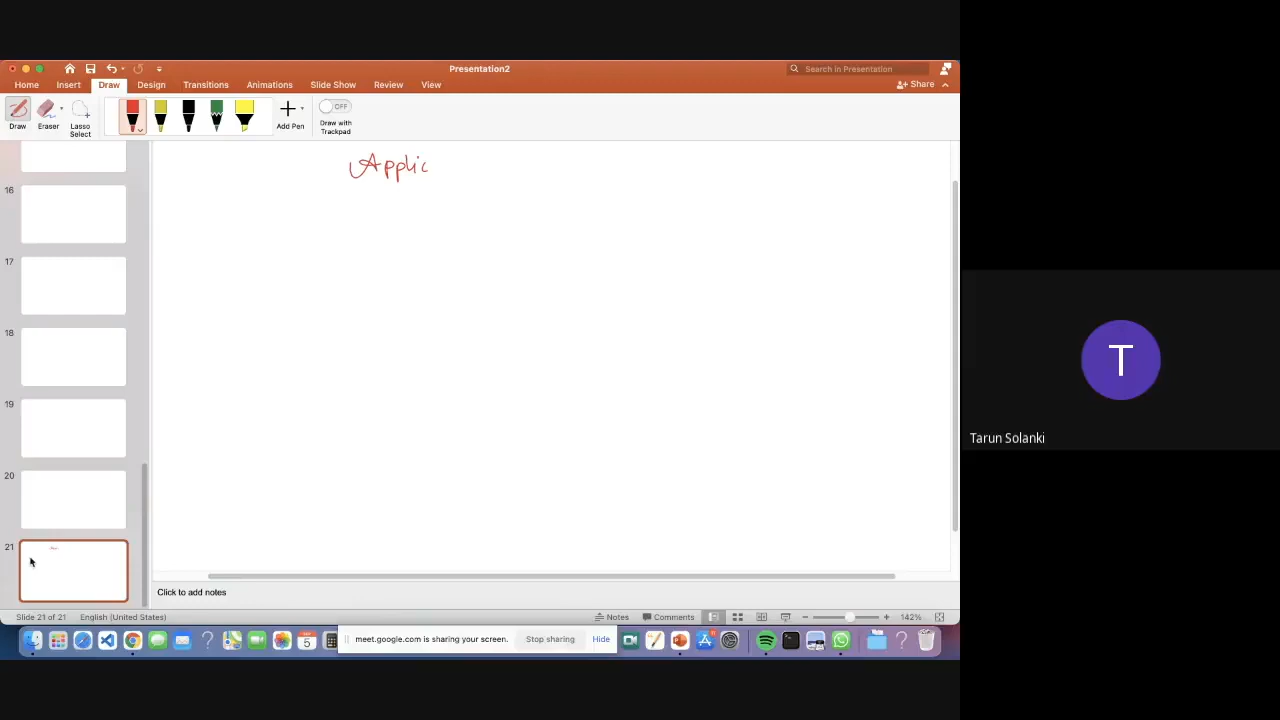 Presentation2
Search in Presentation
Home Insert Draw Design Transitions Animations Slide Show Review View Share
Draw
Eraser
Lasso
Select
Add Pen
OFF
Draw with
Trackpad
Applic
16
17
18
19
20
21
Click to add notes
Slide 21 of 21 English (United States) Notes Comments 142%
SEP
5
meet.google.com is sharing your screen. Stop sharing Hide
T
Tarun Solanki